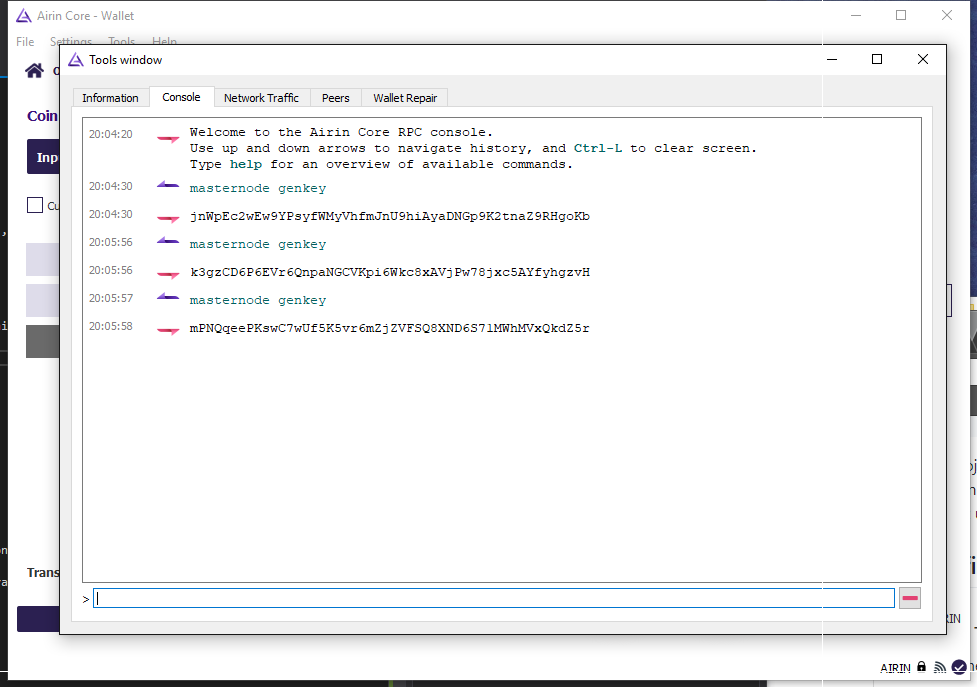 Airin Core - Wallet
File Settings Tools Help
Tools window
Information Console Network Traffic Peers Wallet Repair
Coin
Inp
Cu
Trans
20:04:20 Welcome to the Airin Core RPC console.
Use up and down arrows to navigate history, and Ctrl-L to clear screen.
Type help for an overview of available commands.
20:04:30 masternode genkey
20:04:30 jnWpEc2wEw9YPsyfWMyVhfmJnU9hiAyaDNGp9K2tnaZ9RHgoKb
20:05:56 masternode genkey
20:05:56 k3gzCD6P6EVr6QnpaNGCVKpi6Wkc8xAVjPw78jxc5AYfyhgzvH
20:05:57 masternode genkey
20:05:58 mPNQqeePKswC7wUf5K5vr6mZjZVFSQ8XND6S7lMWhMVxQkdZ5r
>
RIN
AIRIN